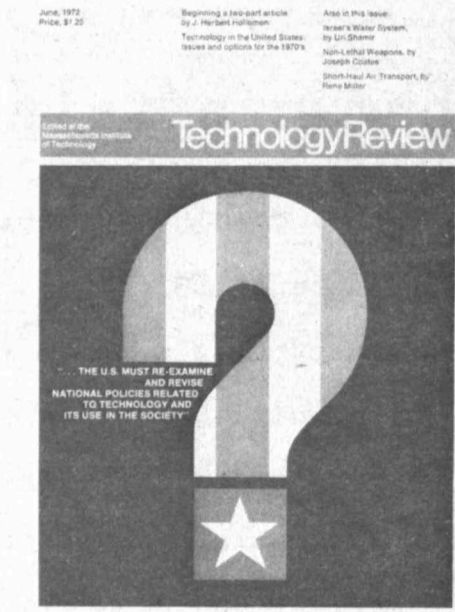 June, 1972
Price, $1.25
Beginning a two-part article
by J. Herbert Hollomon
Technology in the United States:
Issues and options for the 1970's
Also in this issue:
Israel's Water System,
by Uri Shamir
Non-Lethal Weapons, by
Joseph Coates
Short-Haul Air Transport, by
Rene Miller
Edited at the
Massachusetts Institute
of Technology
TechnologyReview
". . . THE U.S. MUST RE-EXAMINE
AND REVISE
NATIONAL POLICIES RELATED
TO TECHNOLOGY AND
ITS USE IN THE SOCIETY"